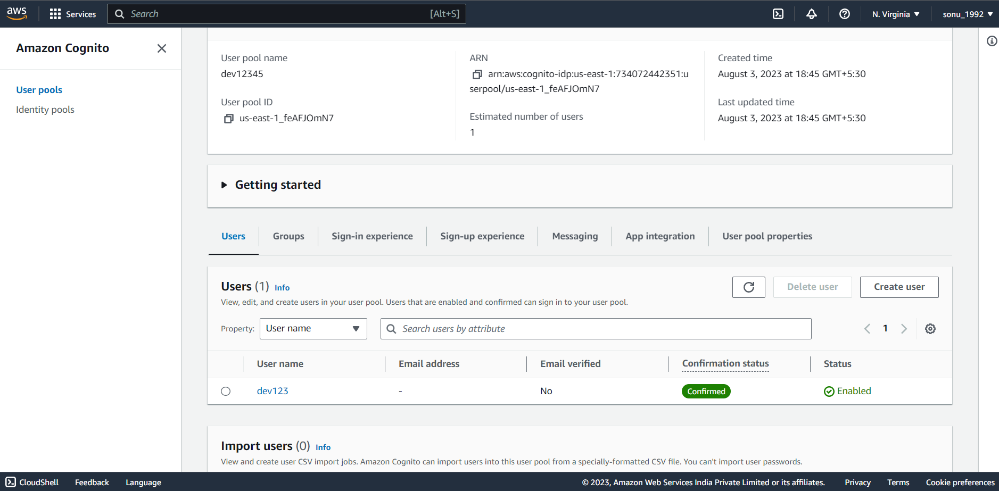 aws
Services
Search [Alt+S]
N. Virginia
sonu_1992
Amazon Cognito
User pools
Identity pools
User pool name
dev12345
User pool ID
us-east-1_feAFJOmN7
ARN
arn:aws:cognito-idp:us-east-1:734072442351:u
serpool/us-east-1_feAFJOmN7
Estimated number of users
1
Created time
August 3, 2023 at 18:45 GMT+5:30
Last updated time
August 3, 2023 at 18:45 GMT+5:30
Getting started
Users Groups Sign-in experience Sign-up experience Messaging App integration User pool properties
Users (1) Info
View, edit, and create users in your user pool. Users that are enabled and confirmed can sign in to your user pool.
Delete user
Create user
Property: User name
Search users by attribute
1
User name Email address Email verified Confirmation status Status
dev123 - No Confirmed Enabled
Import users (0) Info
View and create user CSV import jobs. Amazon Cognito can import users into this user pool from a specially-formatted CSV file. You can't import user passwords.
CloudShell Feedback Language
© 2023, Amazon Web Services India Private Limited or its affiliates. Privacy Terms Cookie preferences